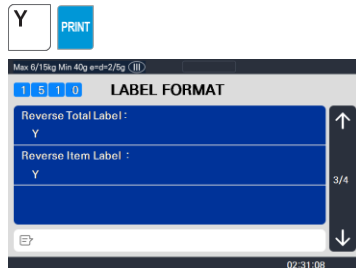 Y
PRINT
Max 6/15kg Min 40g e=d=2/5g (III)
1 5 1 0 LABEL FORMAT
Reverse Total Label :
Y
Reverse Item Label :
Y
3/4
02:31:08